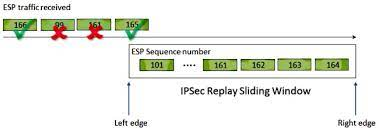 ESP traffic received
166 99 161 165
ESP Sequence number
101 .... 161 162 163 164
IPSec Replay Sliding Window
Left edge
Right edge